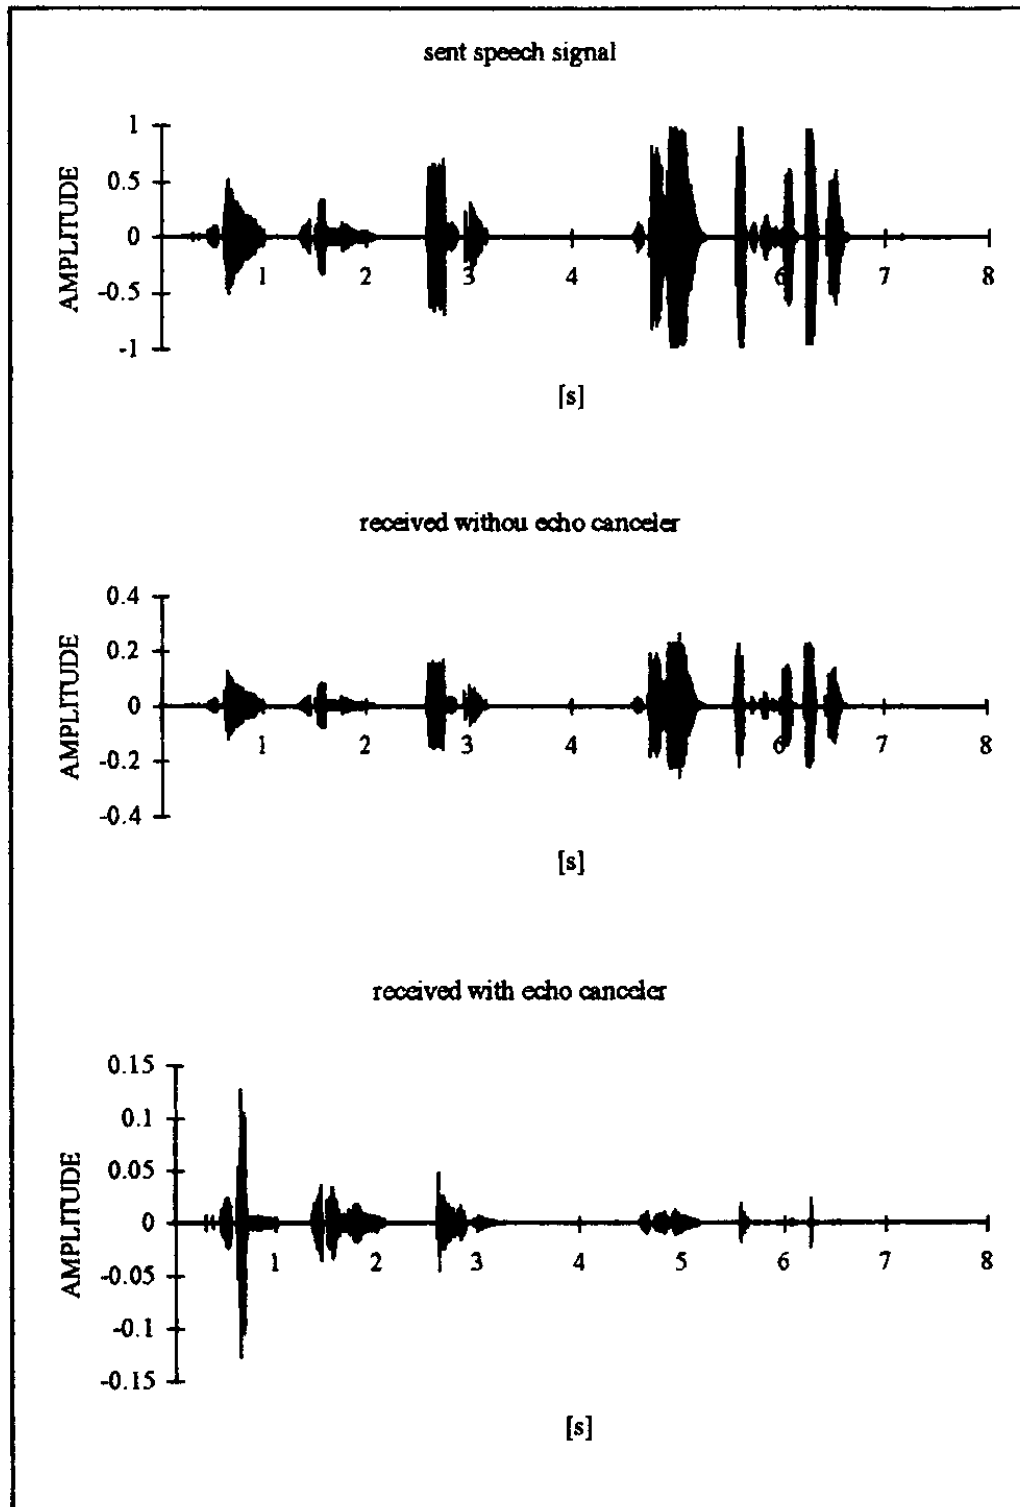 sent speech signal
AMPLITUDE
1
0.5
0
-0.5
-1
1 2 3 4 5 6 7 8
[s]
received withou echo canceler
AMPLITUDE
0.4
0.2
0
-0.2
-0.4
1 2 3 4 5 6 7 8
[s]
received with echo canceler
AMPLITUDE
0.15
0.1
0.05
0
-0.05
-0.1
-0.15
1 2 3 4 5 6 7 8
[s]